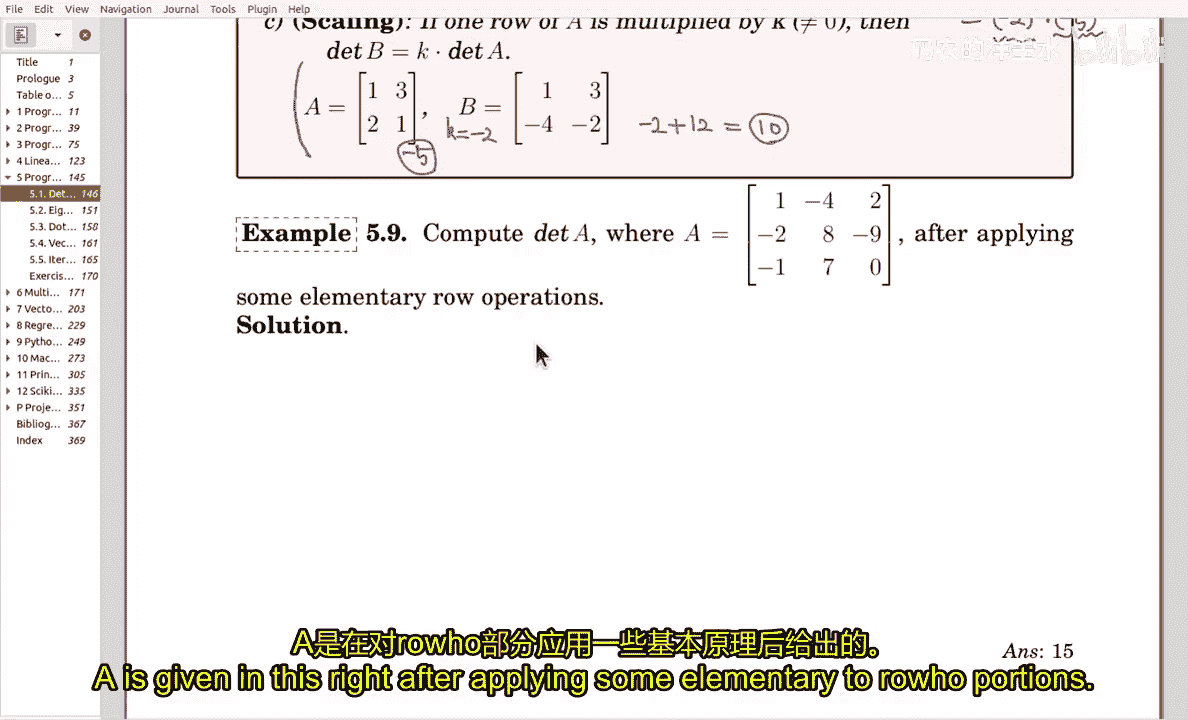 File Edit View Navigation Journal Tools Plugin Help
Title 1
Prologue 3
Table o... 5
1 Progr... 11
2 Progr... 39
3 Progr... 75
4 Linea... 123
5 Progr... 145
5.1. Det... 146
5.2. Eig... 151
5.3. Dot... 158
5.4. Vec... 161
5.5. Iter... 165
Exercis... 170
6 Multi... 171
7 Vecto... 203
8 Regre... 229
9 Pytho... 249
10 Mac... 273
11 Prin... 305
12 Sciki... 335
P Proje... 351
Bibliog... 367
Index 369
c) (Scaling): If one row of A is multiplied by k (≠ 0), then
det B = k · det A.
A = [1 3; 2 1], B = [1 3; −4 −2] -2+12 = 10
k=-2
-5
Example 5.9. Compute det A, where A = [1 −4 2; −2 8 −9; −1 7 0], after applying
some elementary row operations.
Solution.
Ans: 15
A是在对rowho部分应用一些基本原理后给出的。
A is given in this right after applying some elementary to rowho portions.